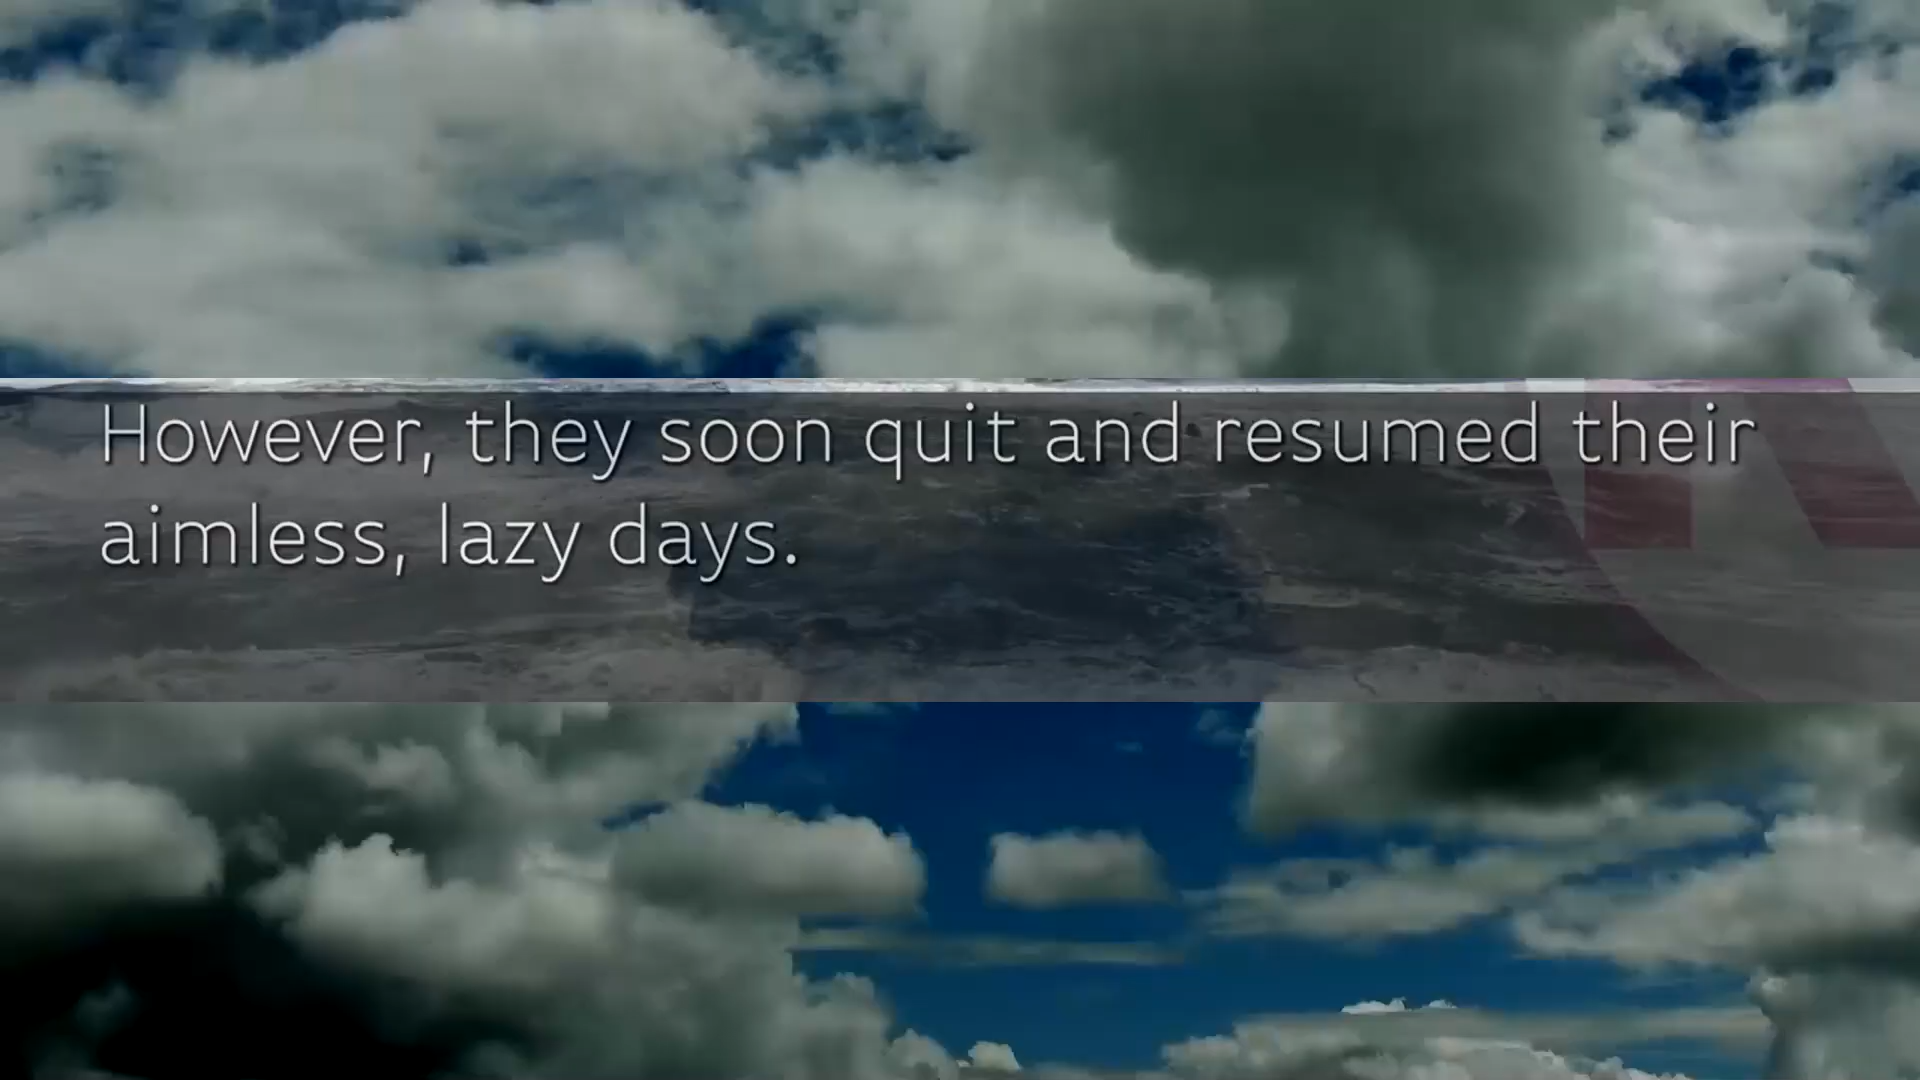 However, they soon quit and resumed their
aimless, lazy days.